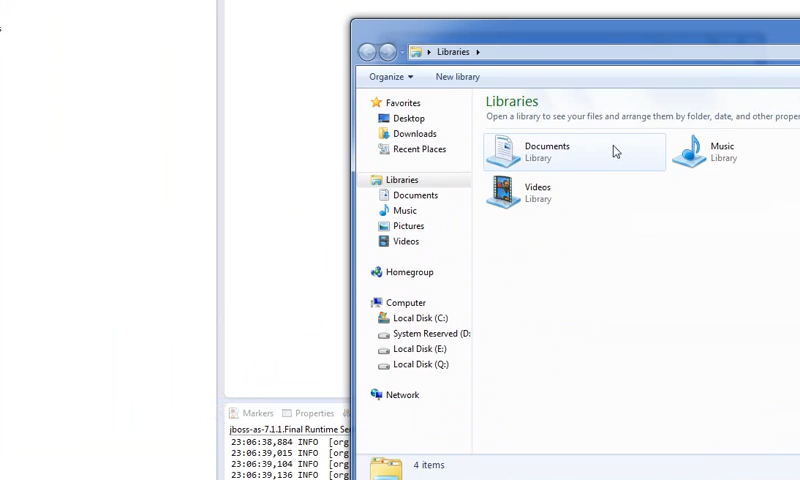 s
Libraries
Organize
New library
Favorites
Desktop
Downloads
Recent Places
Libraries
Documents
Music
Pictures
Videos
Homegroup
Computer
Local Disk (C:)
System Reserved (D:
Local Disk (E:)
Local Disk (Q:)
Network
Libraries
Open a library to see your files and arrange them by folder, date, and other proper
Documents
Library
Music
Library
Videos
Library
4 items
Markers
Properties
jboss-as-7.1.1.Final Runtime Se
23:06:38,884 INFO [org
23:06:39,015 INFO [org
23:06:39,104 INFO [org
23:06:39,136 INFO [org